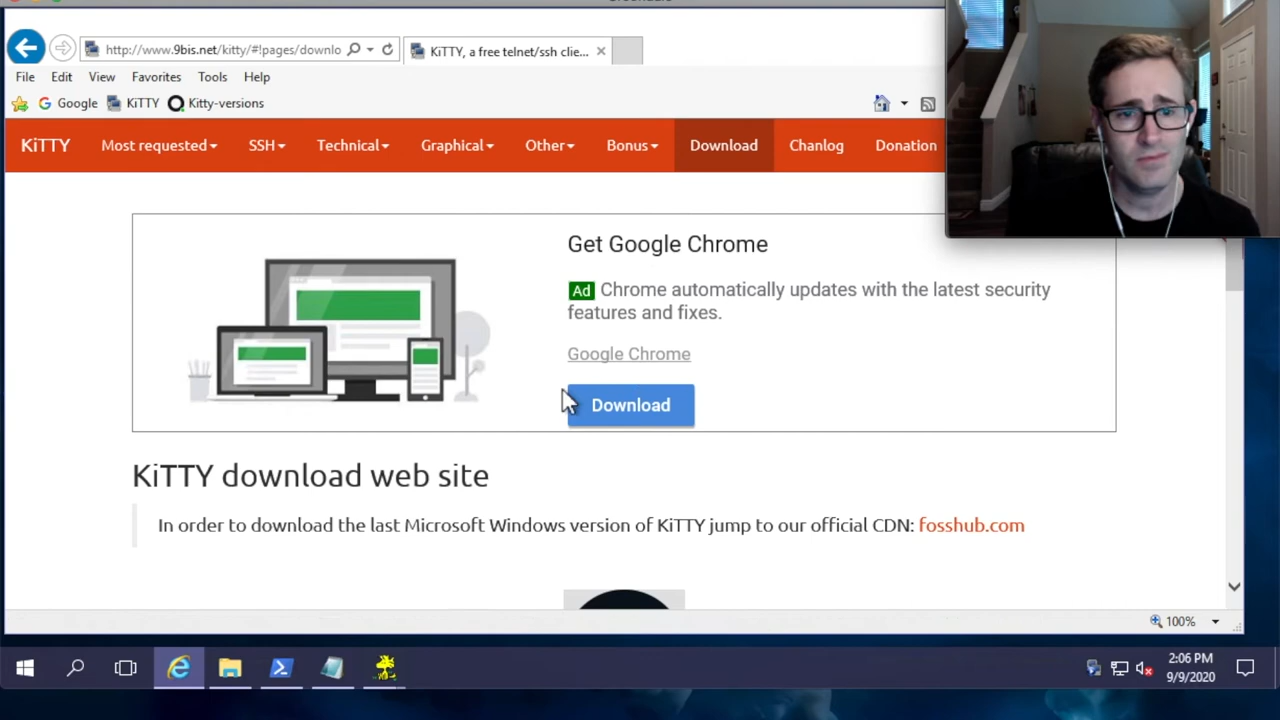 http://www.9bis.net/kitty/#!pages/downlo
KiTTY, a free telnet/ssh clie...
File Edit View Favorites Tools Help
Google KiTTY Kitty-versions
KiTTY Most requested SSH Technical Graphical Other Bonus Download Chanlog Donation
Get Google Chrome
Ad Chrome automatically updates with the latest security
features and fixes.
Google Chrome
Download
KiTTY download web site
In order to download the last Microsoft Windows version of KiTTY jump to our official CDN: fosshub.com
100%
2:06 PM
9/9/2020